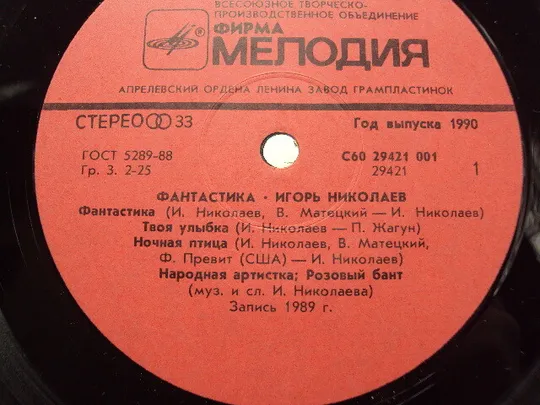 ВСЕСОЮЗНОЕ ТВОРЧЕСКО-
ПРОИЗВОДСТВЕННОЕ ОБЪЕДИНЕНИЕ
ФИРМА
МЕЛОДИЯ
АПРЕЛЕВСКИЙ ОРДЕНА ЛЕНИНА ЗАВОД ГРАМПЛАСТИНОК
СТЕРЕО 33
Год выпуска 1990
ГОСТ 5289-88
С60 29421 001
Гр. 3. 2-25
29421
1
ФАНТАСТИКА · ИГОРЬ НИКОЛАЕВ
Фантастика (И. Николаев, В. Матецкий — И. Николаев)
Твоя улыбка (И. Николаев — П. Жагун)
Ночная птица (И. Николаев, В. Матецкий,
Ф. Превит (США) — И. Николаев)
Народная артистка; Розовый бант
(муз. и сл. И. Николаева)
Запись 1989 г.